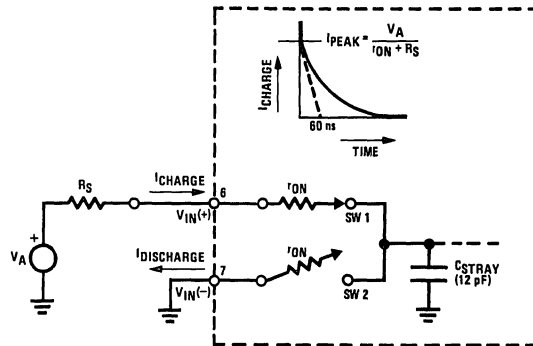 IPEAK = VA
rON + RS
ICHARGE
60 ns
TIME
RS
ICHARGE
6
rON
VIN(+)
SW 1
+
VA
IDISCHARGE
7
rON
VIN(−)
SW 2
CSTRAY
(12 pF)